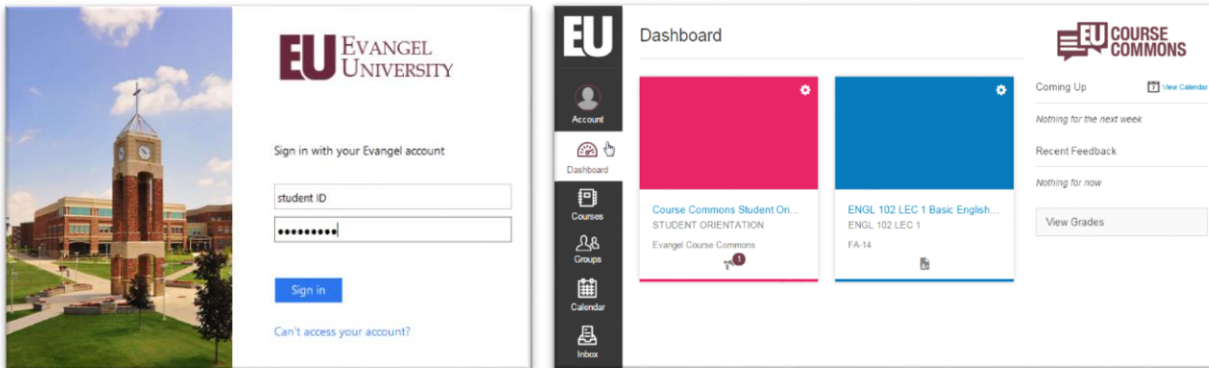 EU EVANGEL
UNIVERSITY
Sign in with your Evangel account
student ID
•••••••••
Sign in
Can't access your account?
EU
Account
Dashboard
Courses
Groups
Calendar
Inbox
Dashboard
Course Commons Student Ori...
STUDENT ORIENTATION
Evangel Course Commons
1
ENGL 102 LEC 1 Basic English...
ENGL 102 LEC 1
FA-14
EU COURSE
COMMONS
Coming Up
7 View Calendar
Nothing for the next week
Recent Feedback
Nothing for now
View Grades